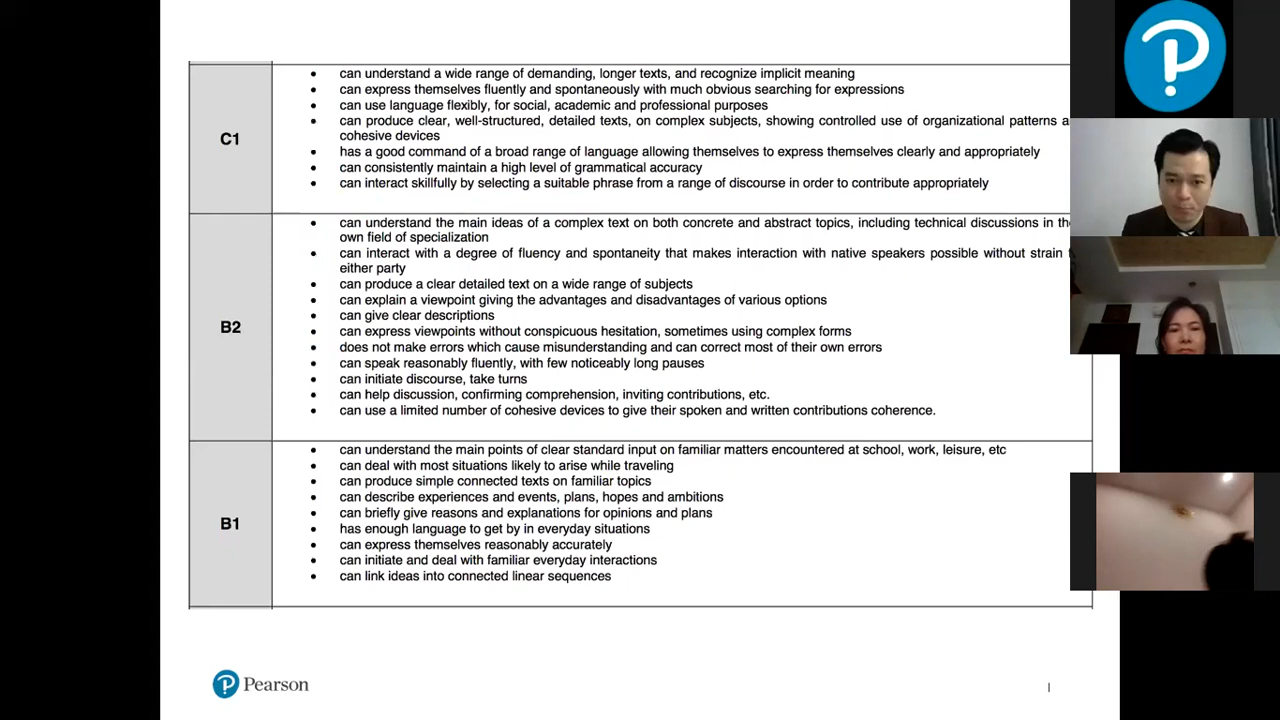 C1
• can understand a wide range of demanding, longer texts, and recognize implicit meaning
• can express themselves fluently and spontaneously with much obvious searching for expressions
• can use language flexibly, for social, academic and professional purposes
• can produce clear, well-structured, detailed texts, on complex subjects, showing controlled use of organizational patterns
cohesive devices
• has a good command of a broad range of language allowing themselves to express themselves clearly and appropriately
• can consistently maintain a high level of grammatical accuracy
• can interact skillfully by selecting a suitable phrase from a range of discourse in order to contribute appropriately
B2
• can understand the main ideas of a complex text on both concrete and abstract topics, including technical discussions in
own field of specialization
• can interact with a degree of fluency and spontaneity that makes interaction with native speakers possible without strain
either party
• can produce a clear detailed text on a wide range of subjects
• can explain a viewpoint giving the advantages and disadvantages of various options
• can give clear descriptions
• can express viewpoints without conspicuous hesitation, sometimes using complex forms
• does not make errors which cause misunderstanding and can correct most of their own errors
• can speak reasonably fluently, with few noticeably long pauses
• can initiate discourse, take turns
• can help discussion, confirming comprehension, inviting contributions, etc.
• can use a limited number of cohesive devices to give their spoken and written contributions coherence.
B1
• can understand the main points of clear standard input on familiar matters encountered at school, work, leisure, etc
• can deal with most situations likely to arise while traveling
• can produce simple connected texts on familiar topics
• can describe experiences and events, plans, hopes and ambitions
• can briefly give reasons and explanations for opinions and plans
• has enough language to get by in everyday situations
• can express themselves reasonably accurately
• can initiate and deal with familiar everyday interactions
• can link ideas into connected linear sequences
Pearson